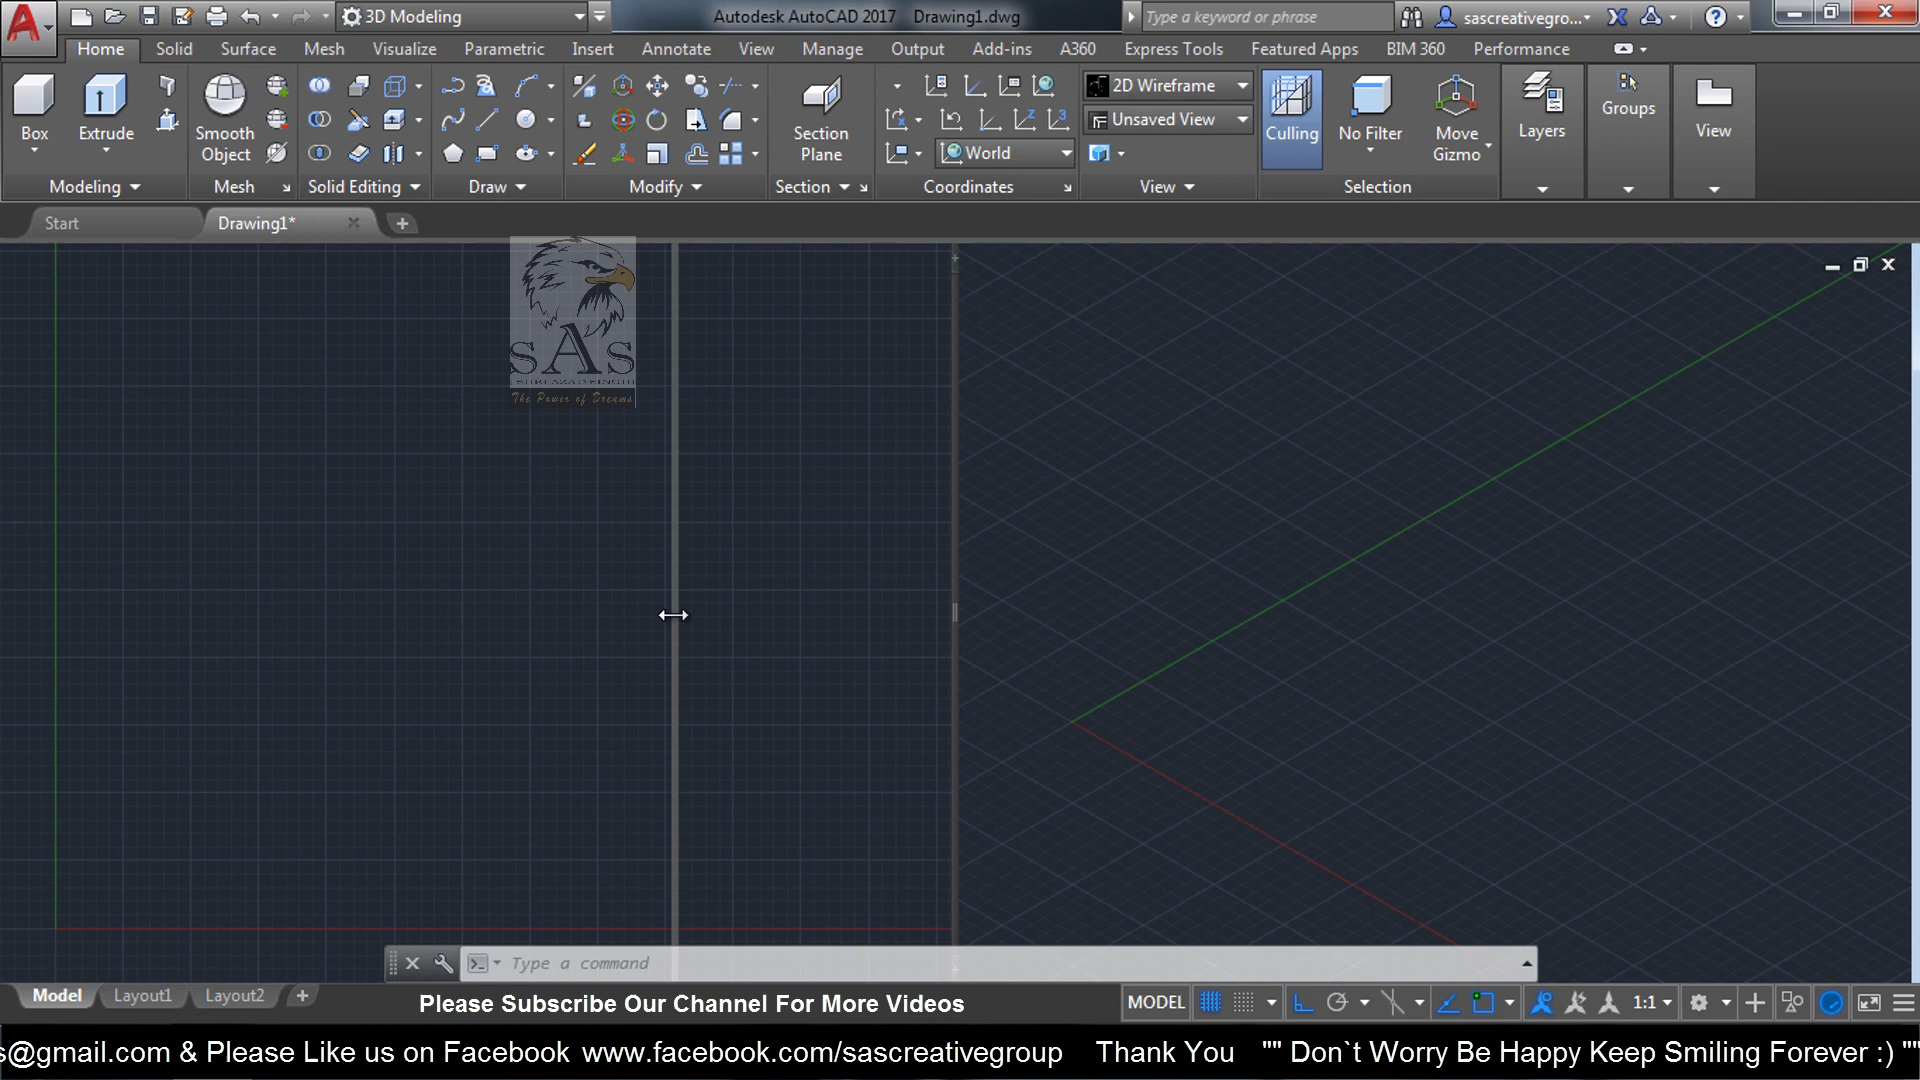 3D Modeling
Autodesk AutoCAD 2017 Drawing1.dwg
Type a keyword or phrase
sascreativegro...
Home Solid Surface Mesh Visualize Parametric Insert Annotate View Manage Output Add-ins A360 Express Tools Featured Apps BIM 360 Performance
2D Wireframe
Unsaved View
World
Box
Extrude
Smooth
Object
Section
Plane
Culling
No Filter
Move
Gizmo
Layers
Groups
View
Modeling Mesh Solid Editing Draw Modify Section Coordinates View Selection
Start Drawing1*
sAs
The Power of Dreams
Type a command
Model Layout1 Layout2
Please Subscribe Our Channel For More Videos
MODEL 1:1
s@gmail.com & Please Like us on Facebook www.facebook.com/sascreativegroup Thank You "" Don`t Worry Be Happy Keep Smiling Forever :) ""